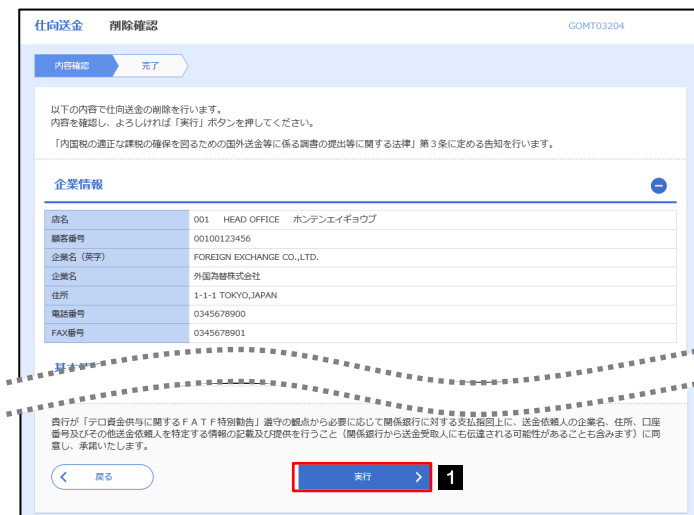 仕向送金 削除確認 GOMT03204
内容確認 完了
以下の内容で仕向送金の削除を行います。
内容を確認し、よろしければ「実行」ボタンを押してください。
「内国税の適正な課税の確保を図るための国外送金等に係る調書の提出等に関する法律」第３条に定める告知を行います。
企業情報
店名 001 HEAD OFFICE ホンテンエイギョウブ
顧客番号 00100123456
企業名（英字） FOREIGN EXCHANGE CO.,LTD.
企業名 外国為替株式会社
住所 1-1-1 TOKYO,JAPAN
電話番号 0345678900
FAX番号 0345678901
基本情
貴行が「テロ資金供与に関するＦＡＴＦ特別勧告」遵守の観点から必要に応じて関係銀行に対する支払指図上に、送金依頼人の企業名、住所、口座
番号及びその他送金依頼人を特定する情報の記載及び提供を行うこと（関係銀行から送金受取人にも伝達される可能性があることも含みます）に同
意し、承諾いたします。
戻る 実行 1